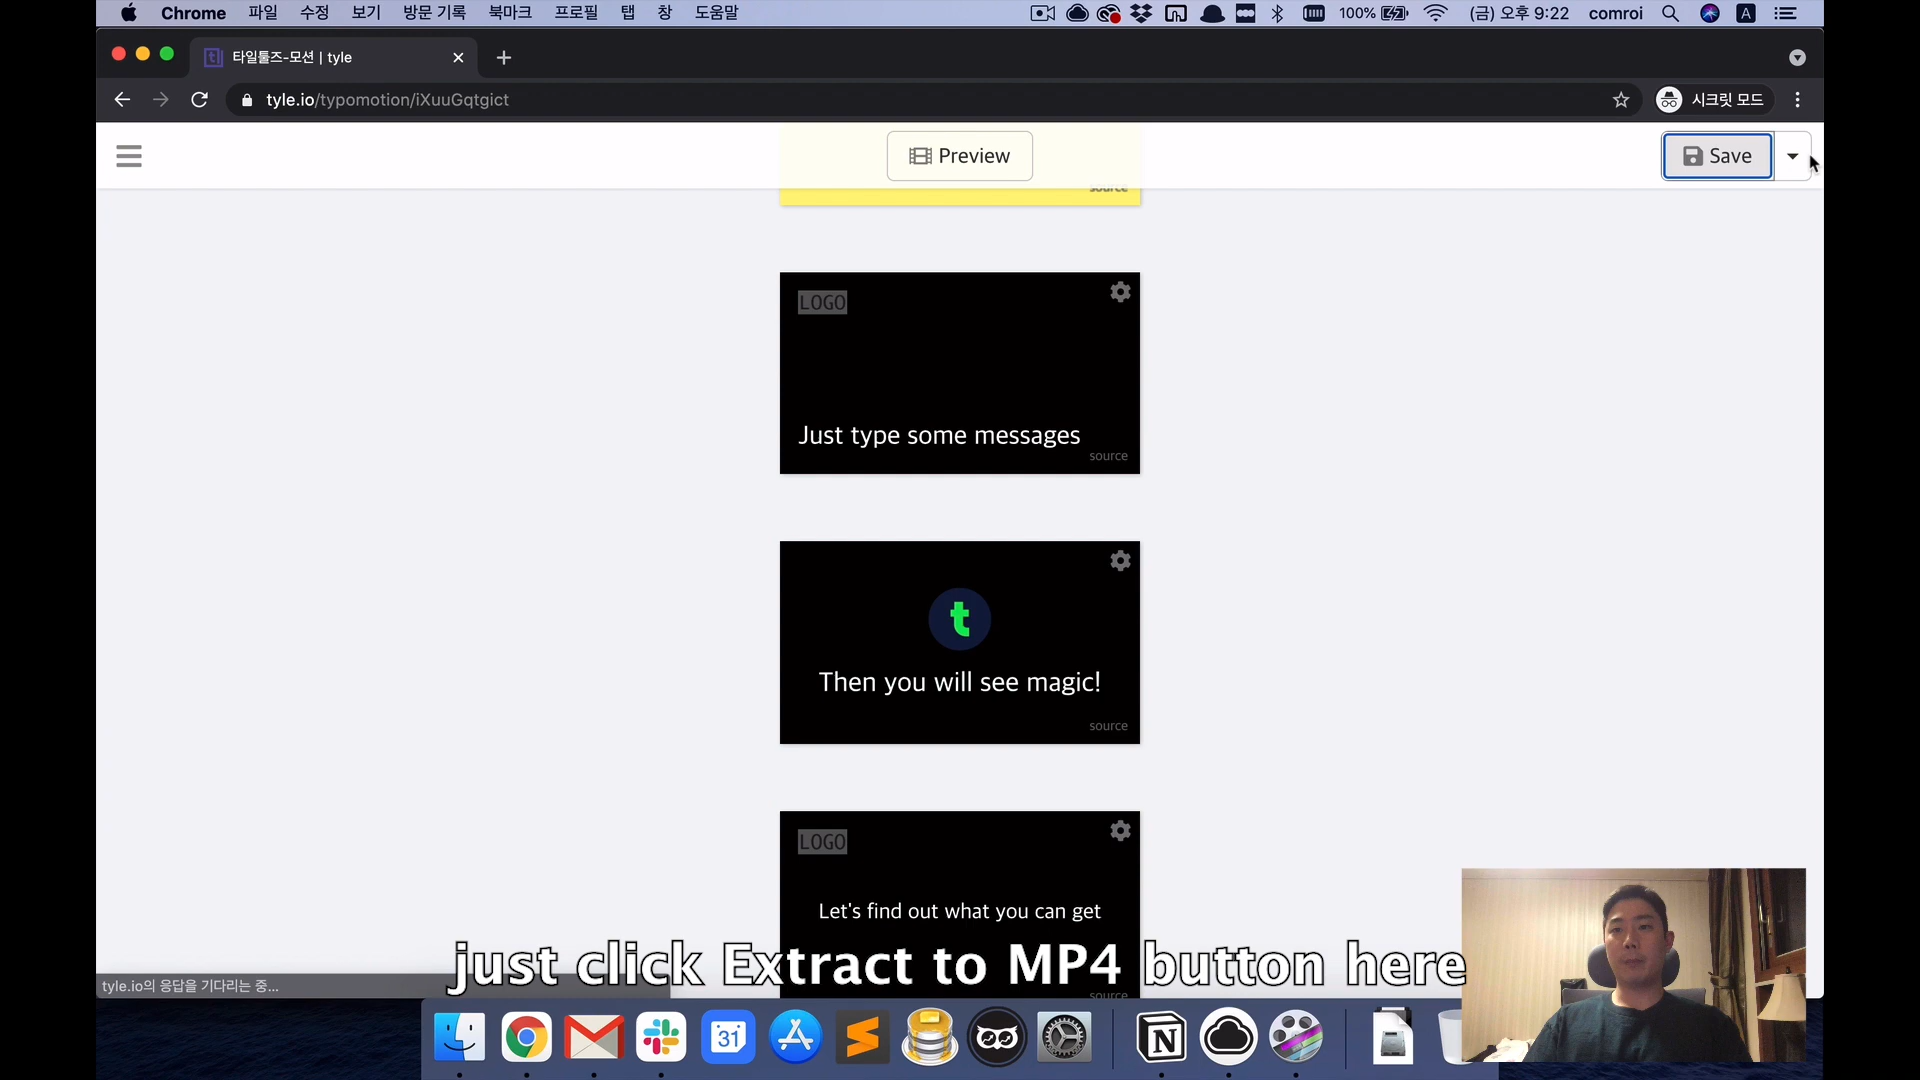 Chrome 파일 수정 보기 방문 기록 북마크 프로필 탭 창 도움말 100% (금) 오후 9:22 comroi A
타일툴즈-모션 | tyle
tyle.io/typomotion/iXuuGqtgict 시크릿 모드
Preview
Save
source
LOGO
Just type some messages
source
t
Then you will see magic!
source
LOGO
Let's find out what you can get
just click Extract to MP4 button here
source
tyle.io의 응답을 기다리는 중...
31